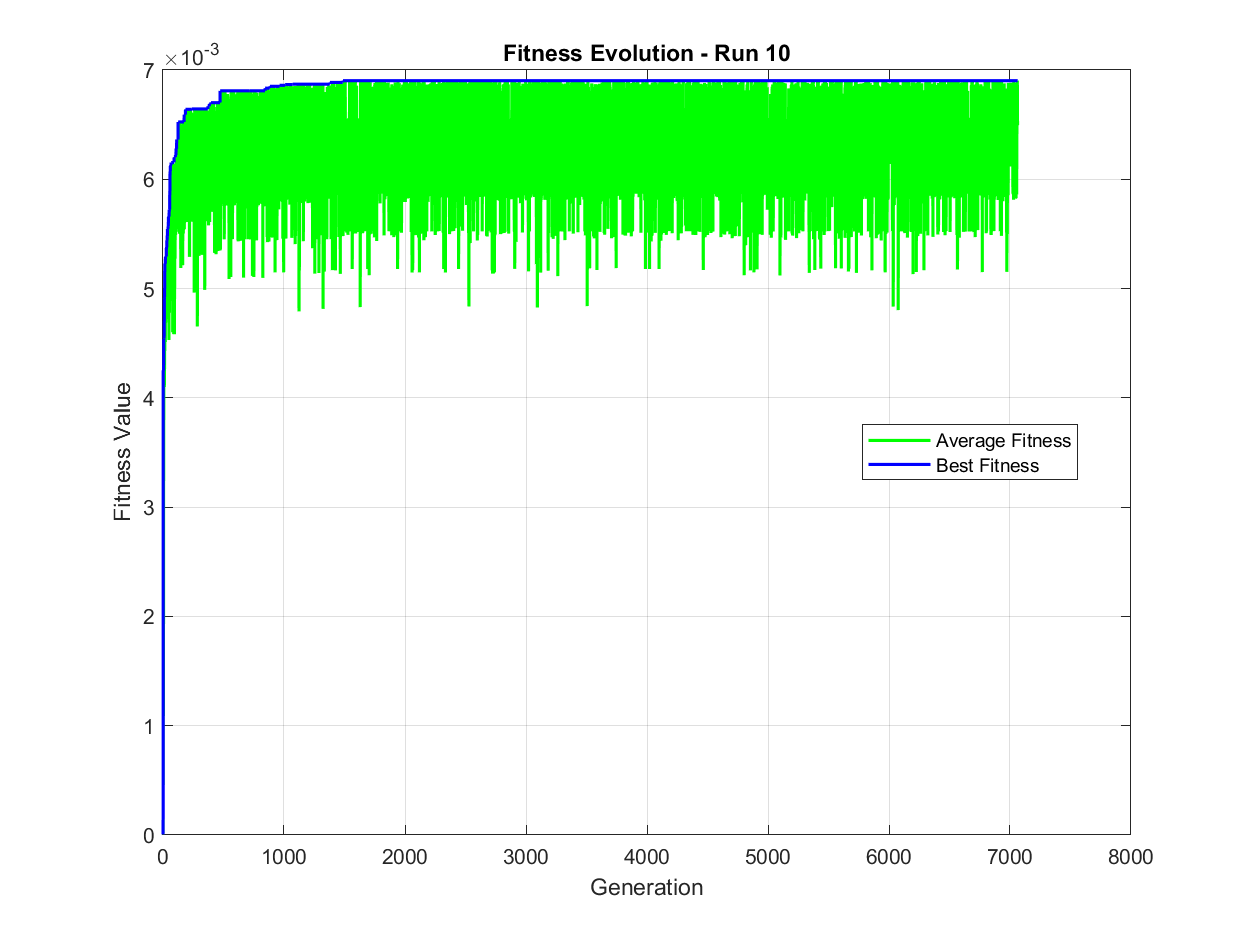 Fitness Evolution - Run 10
×10^-3
7
6
5
4
3
2
1
0
Fitness Value
0 1000 2000 3000 4000 5000 6000 7000 8000
Generation
Average Fitness
Best Fitness